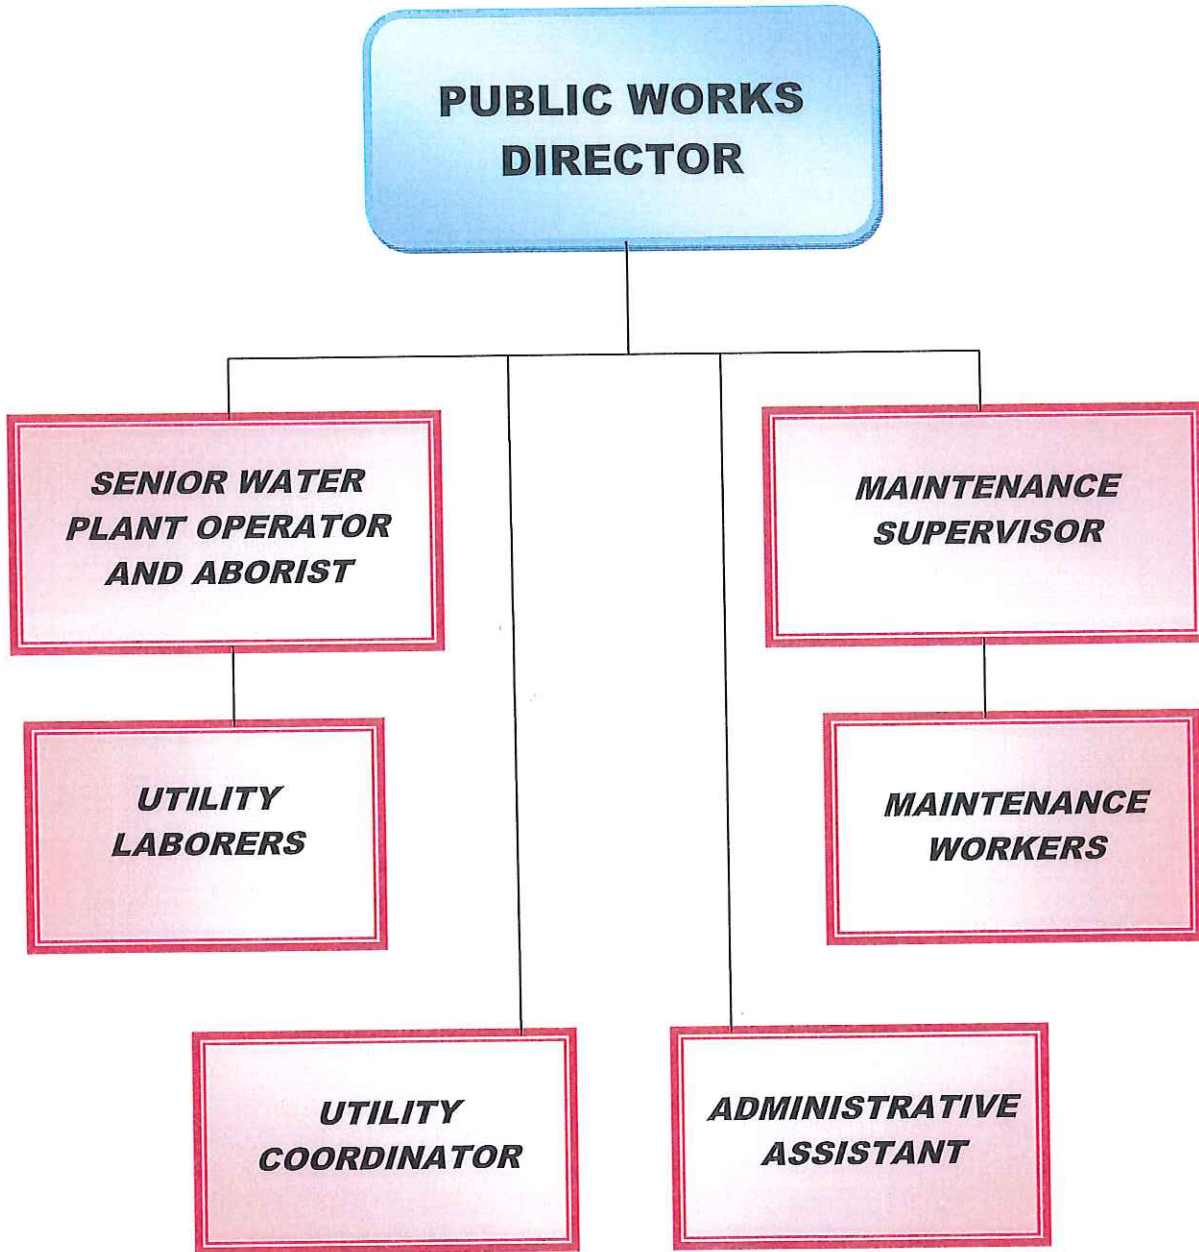 PUBLIC WORKS
DIRECTOR
SENIOR WATER
PLANT OPERATOR
AND ABORIST
MAINTENANCE
SUPERVISOR
UTILITY
LABORERS
MAINTENANCE
WORKERS
UTILITY
COORDINATOR
ADMINISTRATIVE
ASSISTANT